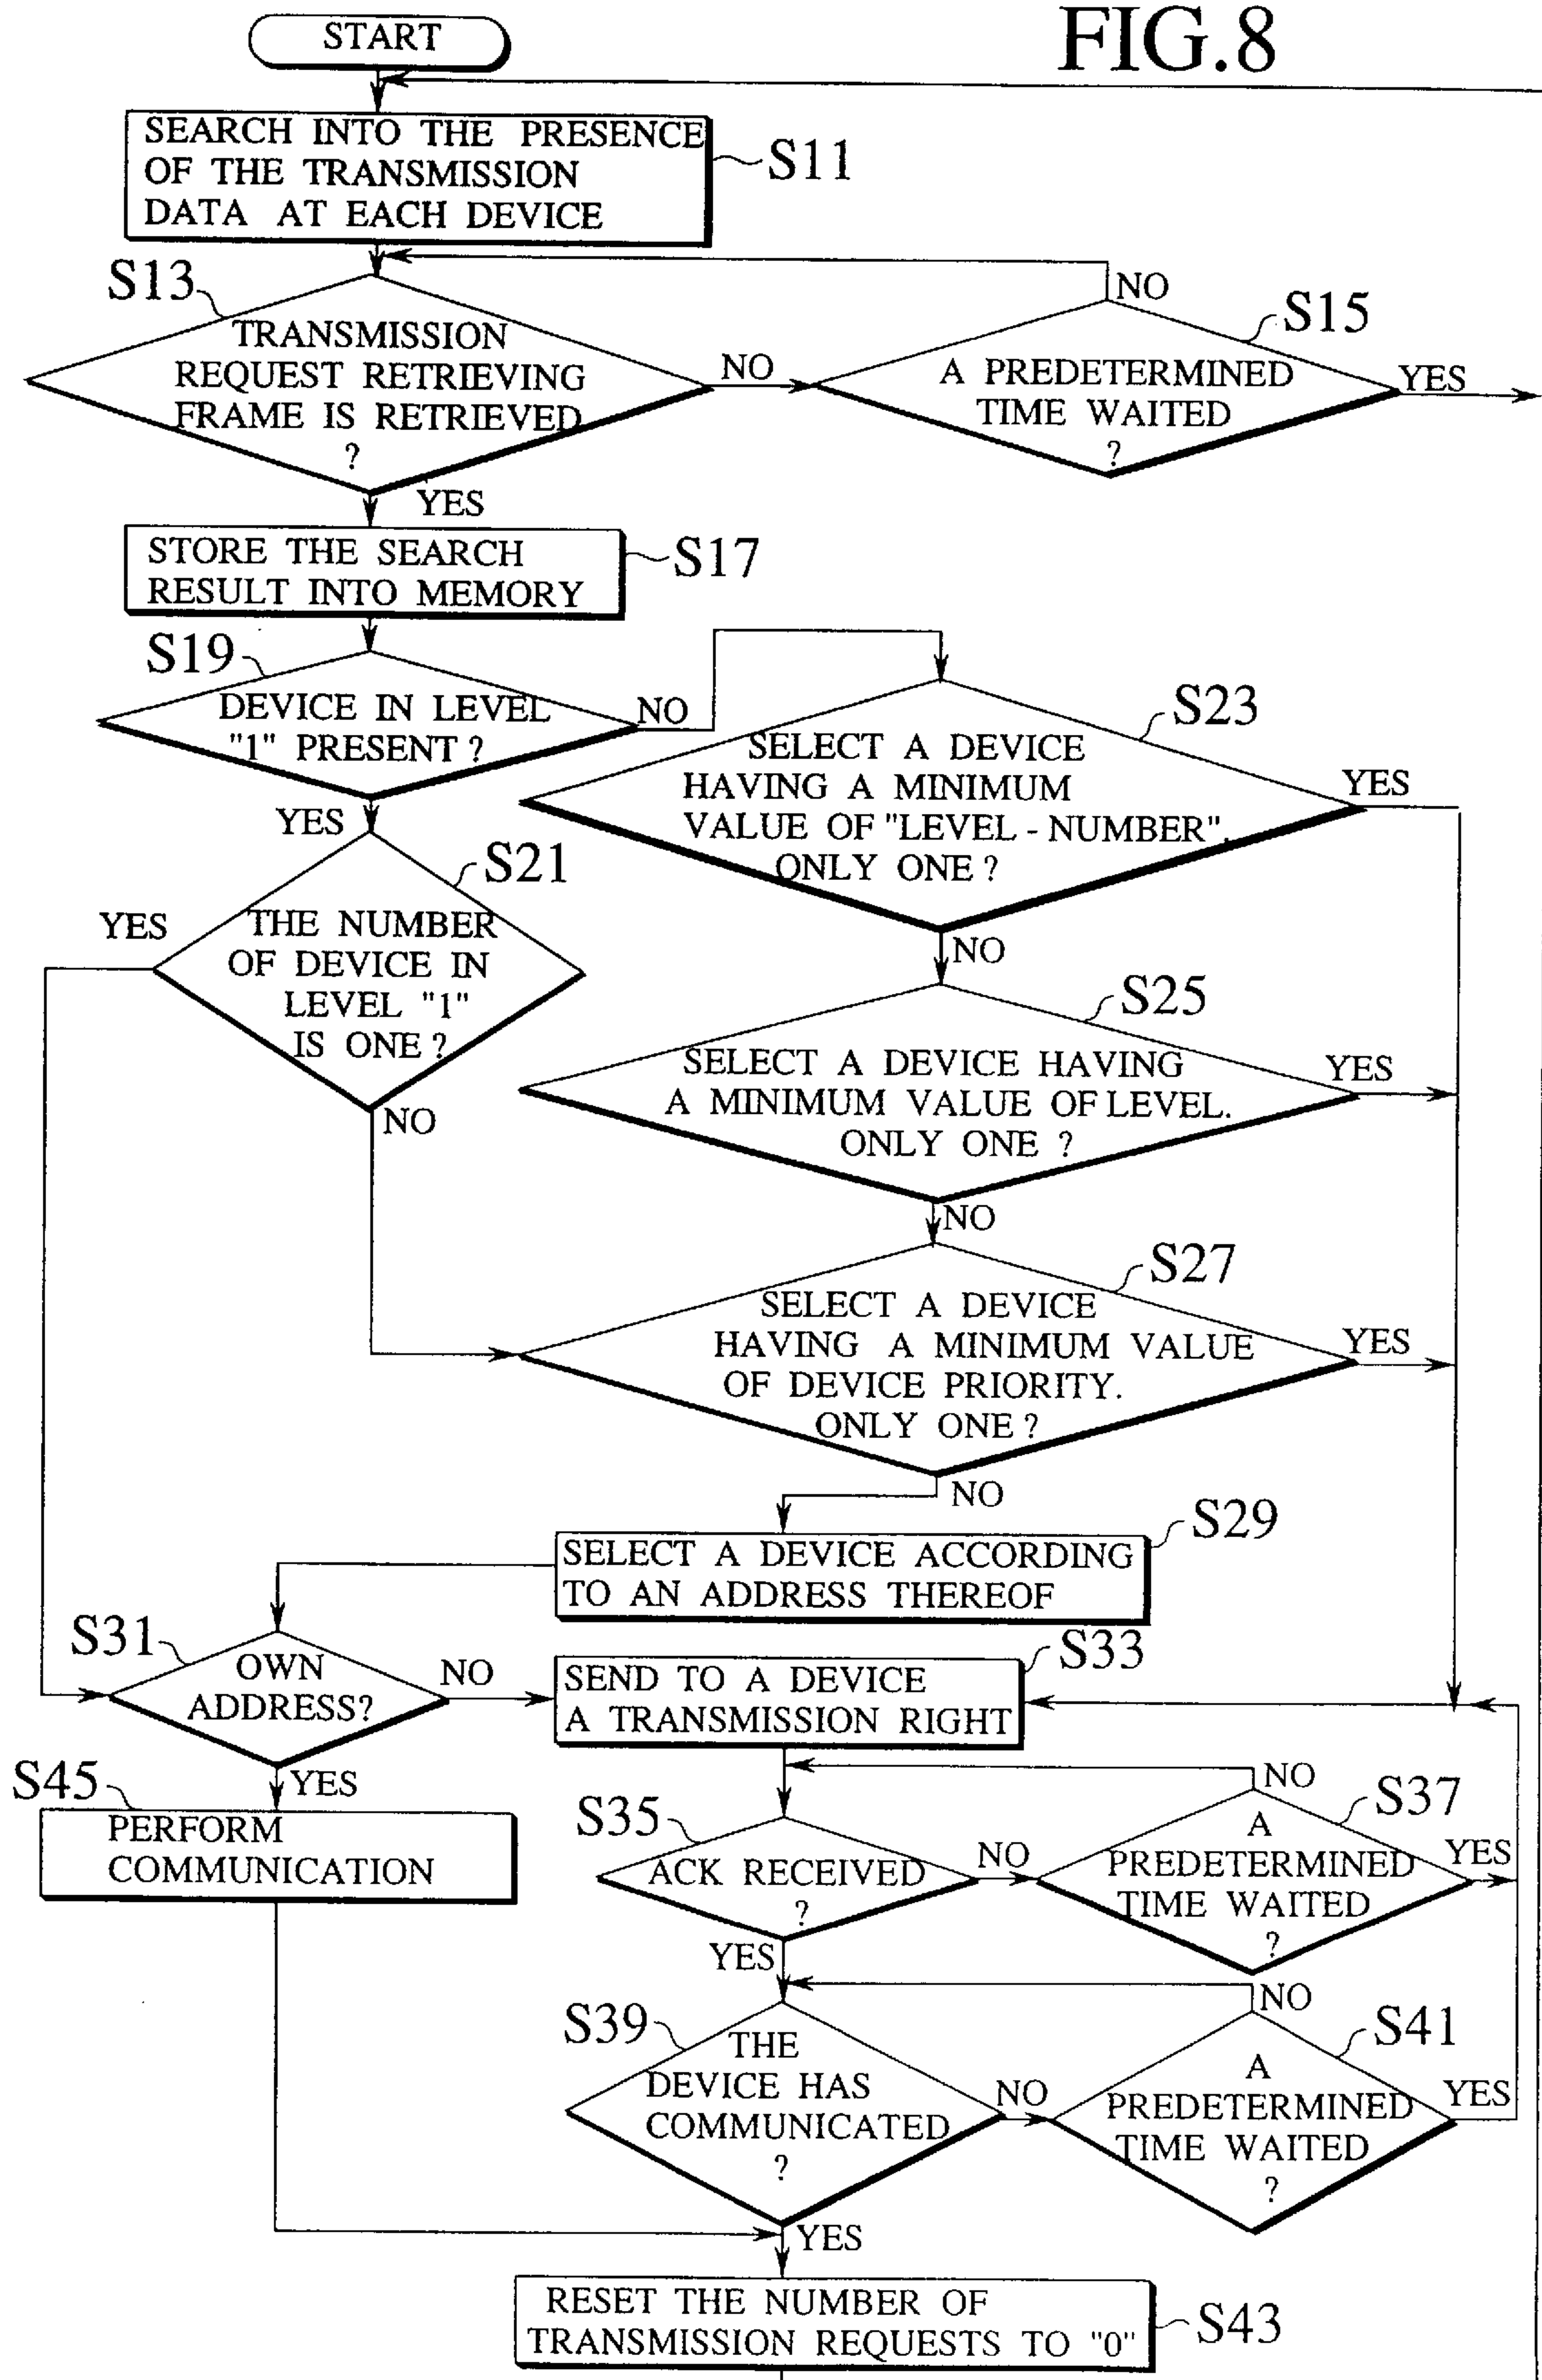 FIG.8
START
SEARCH INTO THE PRESENCE
OF THE TRANSMISSION
DATA AT EACH DEVICE
S11
S13
TRANSMISSION
REQUEST RETRIEVING
FRAME IS RETRIEVED
?
NO
YES
S15
A PREDETERMINED
TIME WAITED
?
NO
YES
STORE THE SEARCH
RESULT INTO MEMORY
S17
S19
DEVICE IN LEVEL
"1" PRESENT ?
NO
YES
S23
SELECT A DEVICE
HAVING A MINIMUM
VALUE OF "LEVEL - NUMBER".
ONLY ONE ?
YES
NO
S21
THE NUMBER
OF DEVICE IN
LEVEL "1"
IS ONE ?
YES
NO
S25
SELECT A DEVICE HAVING
A MINIMUM VALUE OF LEVEL.
ONLY ONE ?
YES
NO
S27
SELECT A DEVICE
HAVING A MINIMUM VALUE
OF DEVICE PRIORITY.
ONLY ONE ?
YES
NO
S29
SELECT A DEVICE ACCORDING
TO AN ADDRESS THEREOF
S31
OWN
ADDRESS?
NO
YES
S33
SEND TO A DEVICE
A TRANSMISSION RIGHT
S45
PERFORM
COMMUNICATION
S35
ACK RECEIVED
?
NO
YES
S37
A
PREDETERMINED
TIME WAITED
?
NO
YES
S39
THE
DEVICE HAS
COMMUNICATED
?
NO
YES
S41
A
PREDETERMINED
TIME WAITED
?
NO
YES
RESET THE NUMBER OF
TRANSMISSION REQUESTS TO "0"
S43